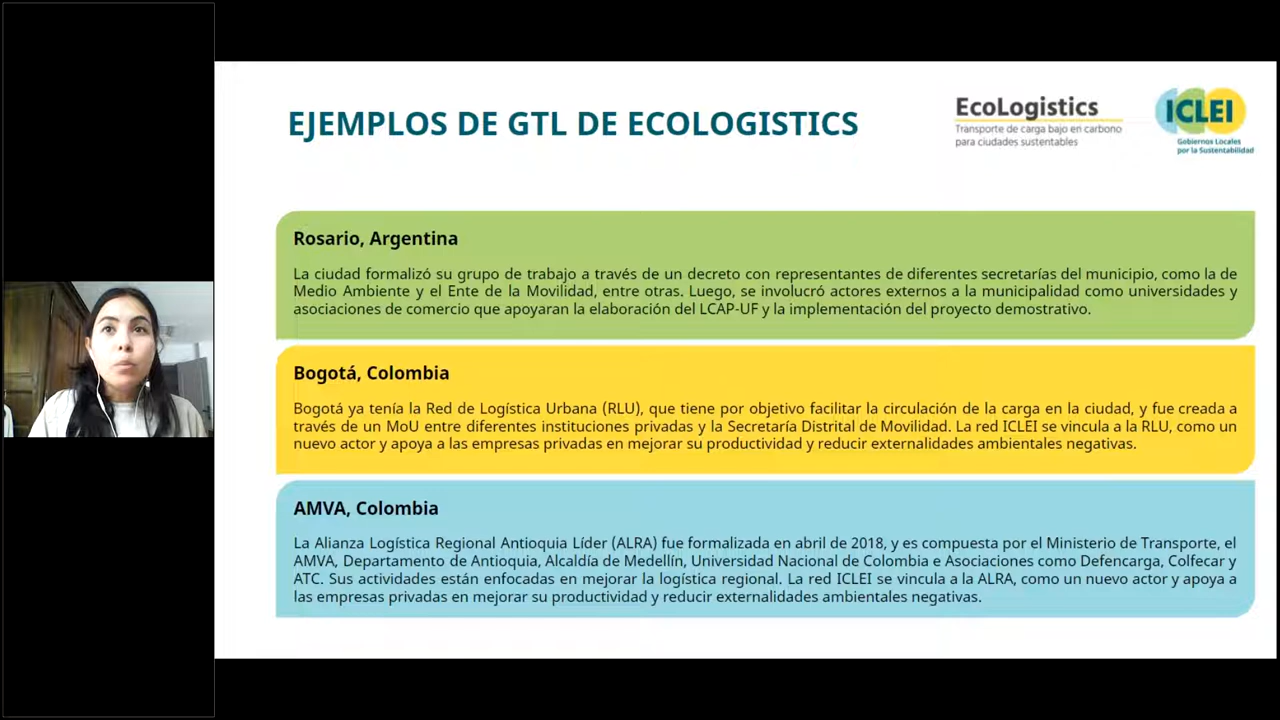 EJEMPLOS DE GTL DE ECOLOGISTICS
EcoLogistics
Transporte de carga bajo en carbono
para ciudades sustentables
ICLEI
Gobiernos Locales
por la Sustentabilidad
Rosario, Argentina
La ciudad formalizó su grupo de trabajo a través de un decreto con representantes de diferentes secretarías del municipio, como la de
Medio Ambiente y el Ente de la Movilidad, entre otras. Luego, se involucró actores externos a la municipalidad como universidades y
asociaciones de comercio que apoyaran la elaboración del LCAP-UF y la implementación del proyecto demostrativo.
Bogotá, Colombia
Bogotá ya tenía la Red de Logística Urbana (RLU), que tiene por objetivo facilitar la circulación de la carga en la ciudad, y fue creada a
través de un MoU entre diferentes instituciones privadas y la Secretaría Distrital de Movilidad. La red ICLEI se vincula a la RLU, como un
nuevo actor y apoya a las empresas privadas en mejorar su productividad y reducir externalidades ambientales negativas.
AMVA, Colombia
La Alianza Logística Regional Antioquia Líder (ALRA) fue formalizada en abril de 2018, y es compuesta por el Ministerio de Transporte, el
AMVA, Departamento de Antioquia, Alcaldía de Medellín, Universidad Nacional de Colombia e Asociaciones como Defencarga, Colfecar y
ATC. Sus actividades están enfocadas en mejorar la logística regional. La red ICLEI se vincula a la ALRA, como un nuevo actor y apoya a
las empresas privadas en mejorar su productividad y reducir externalidades ambientales negativas.